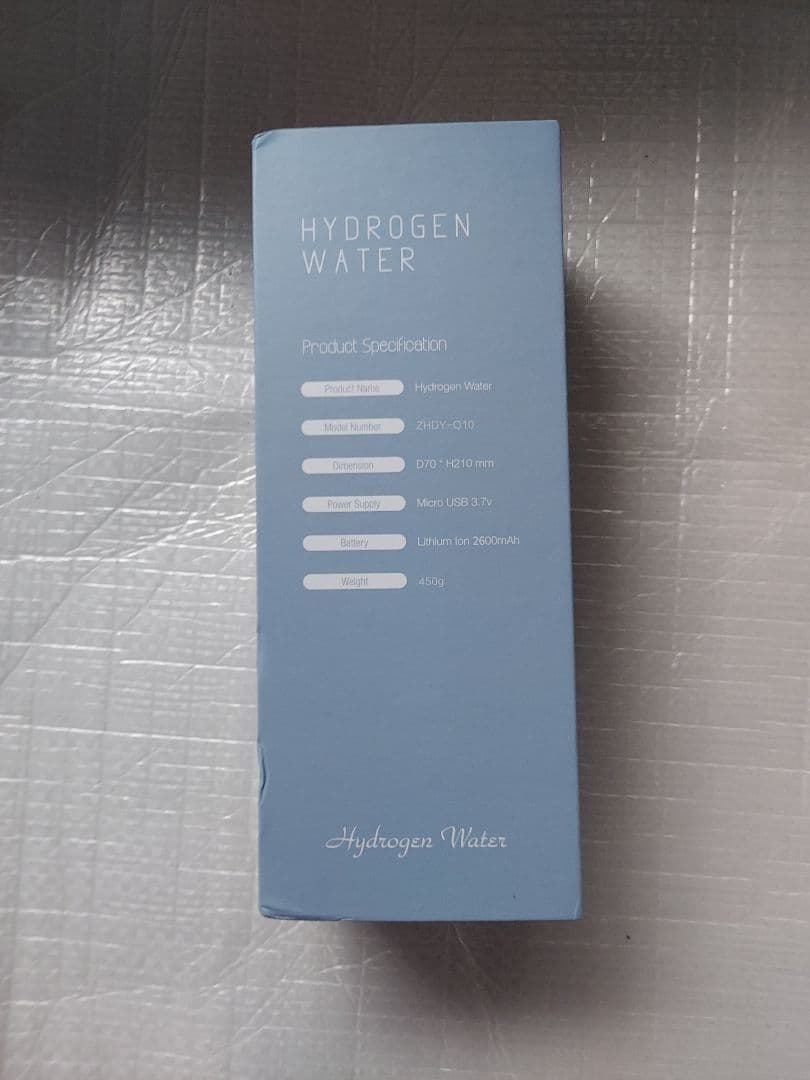 HYDROGEN
WATER
Product Specification
Product Name Hydrogen Water
Model Number ZHDY-Q10
Dimension D70 * H210 mm
Power Supply Micro USB 3.7v
Battery Lithium Ion 2600mAh
Weight 450g
Hydrogen Water